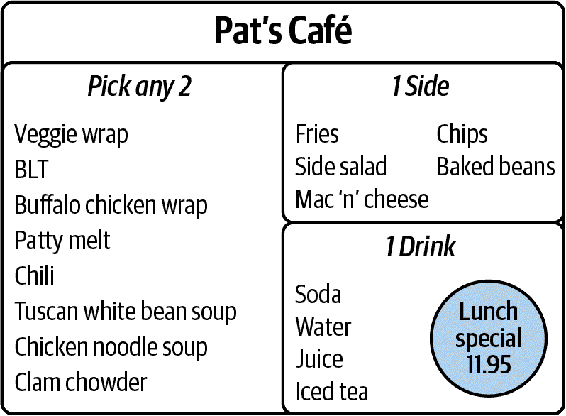 Pat's Café
Pick any 2
Veggie wrap
BLT
Buffalo chicken wrap
Patty melt
Chili
Tuscan white bean soup
Chicken noodle soup
Clam chowder
1 Side
Fries
Side salad
Mac 'n' cheese
Chips
Baked beans
1 Drink
Soda
Water
Juice
Iced tea
Lunch
special
11.95